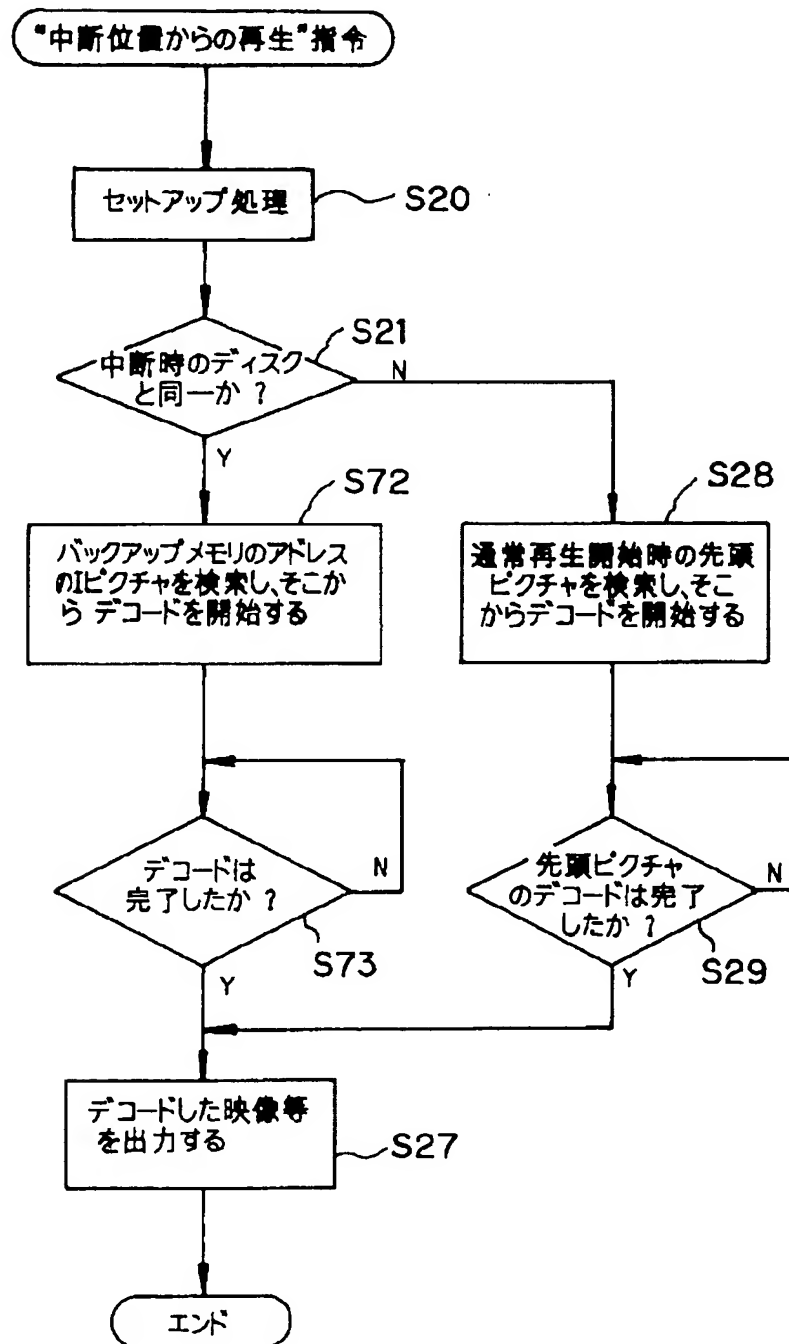 "中断位置からの再生"指令
セットアップ処理
S20
S21
中断時のディスク
と同一か ?
N
Y
S72
バックアップメモリのアドレス
のIピクチャを検索し、そこか
ら デコードを開始する
S28
通常再生開始時の先頭
ピクチャを検索し、そこ
からデコードを開始する
デコードは
完了したか ?
N
S73
Y
先頭ピクチャ
のデコードは完了
したか ?
N
S29
Y
デコードした映像等
を出力する
S27
エンド